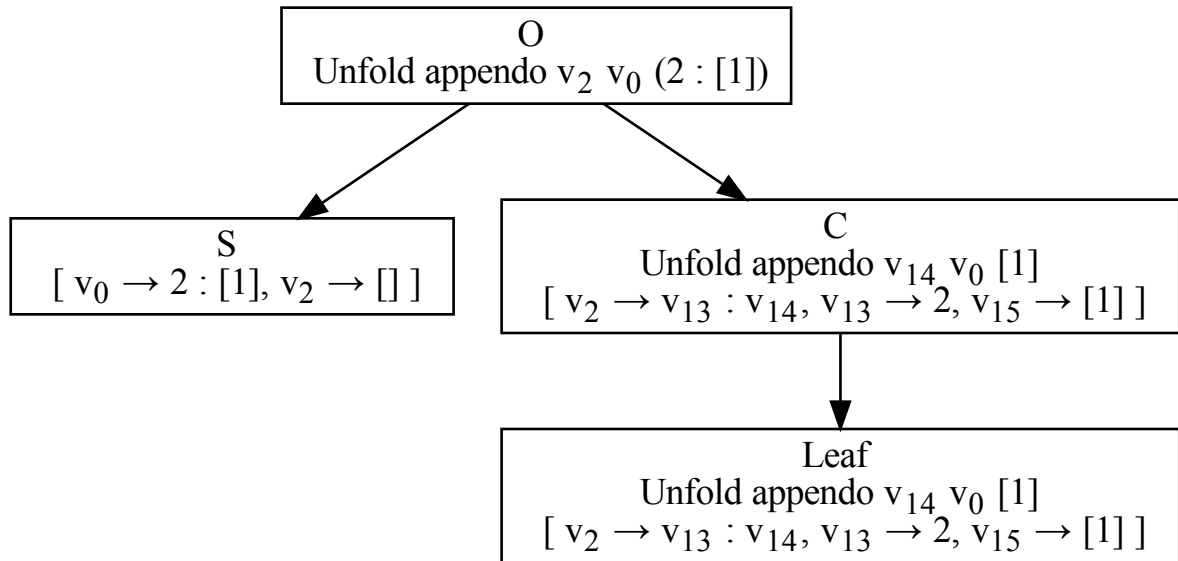 O
Unfold appendo v₂ v₀ (2 : [1])
S
[ v₀ → 2 : [1], v₂ → [] ]
C
Unfold appendo v₁₄ v₀ [1]
[ v₂ → v₁₃ : v₁₄, v₁₃ → 2, v₁₅ → [1] ]
Leaf
Unfold appendo v₁₄ v₀ [1]
[ v₂ → v₁₃ : v₁₄, v₁₃ → 2, v₁₅ → [1] ]